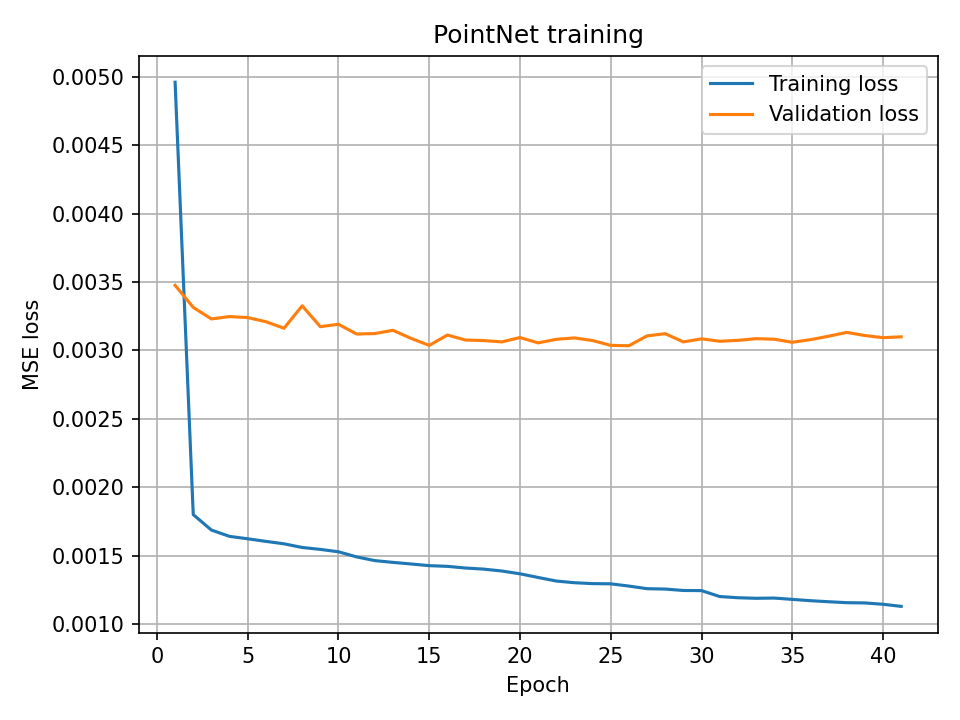 PointNet training
Training loss
Validation loss
MSE loss
0.0050
0.0045
0.0040
0.0035
0.0030
0.0025
0.0020
0.0015
0.0010
0 5 10 15 20 25 30 35 40
Epoch